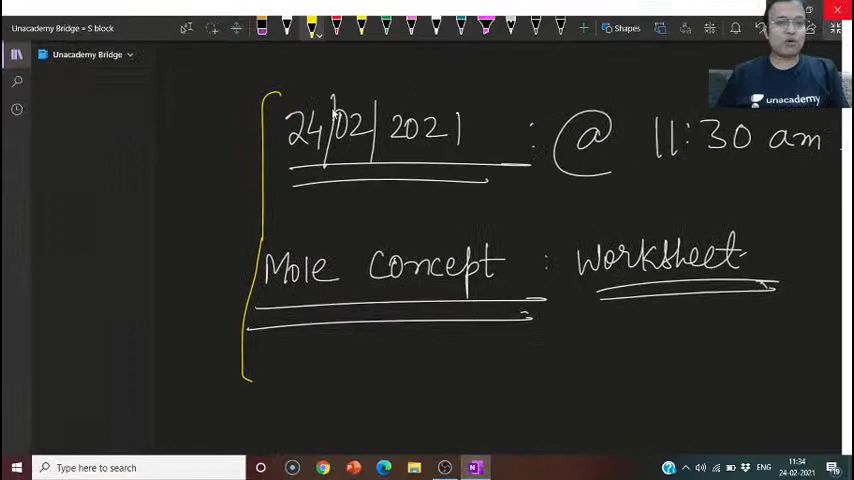 Unacademy Bridge » S block
Shapes
Unacademy Bridge
unacademy
24/02/2021 : @ 11:30 am.
Mole Concept : Worksheet
Type here to search
ENG
11:34
24-02-2021
19